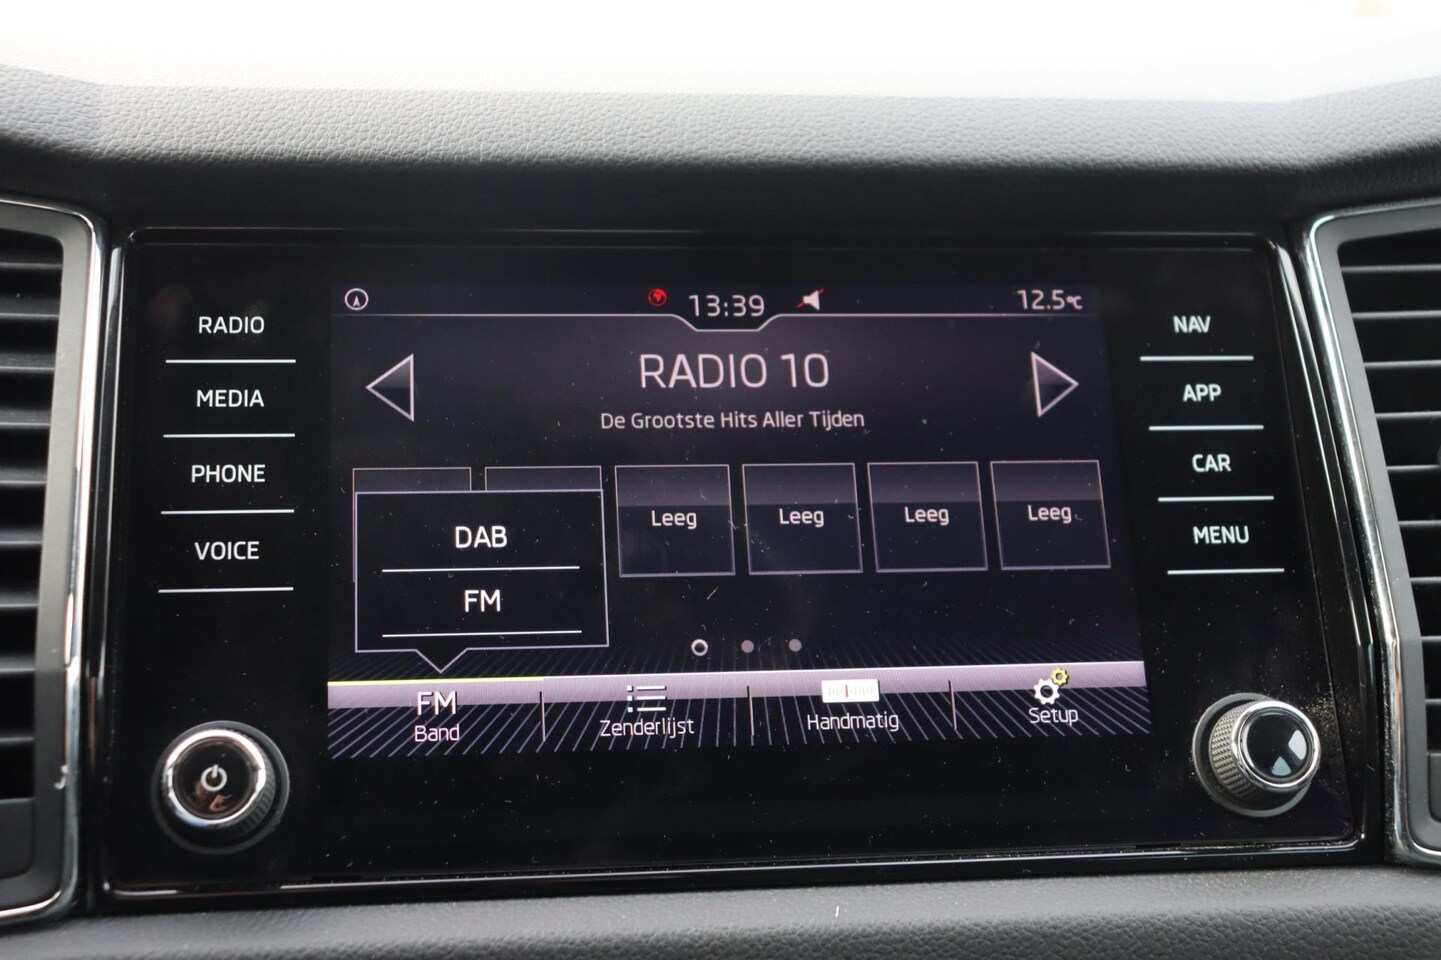 13:39
12.5°C
RADIO
MEDIA
PHONE
VOICE
RADIO 10
De Grootste Hits Aller Tijden
DAB
FM
Leeg
Leeg
Leeg
Leeg
FM
Band
Zenderlijst
Handmatig
Setup
NAV
APP
CAR
MENU